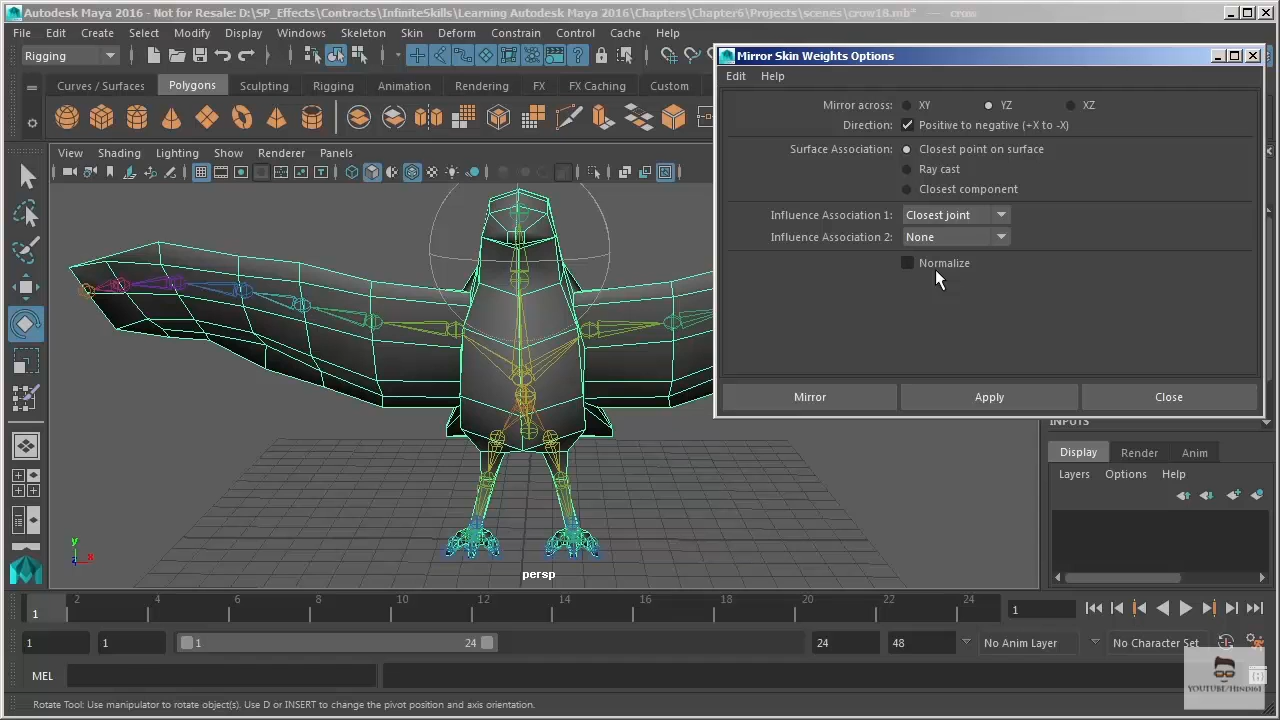 Autodesk Maya 2016 - Not for Resale: D:\SP_Effects\Contracts\InfiniteSkills\Learning Autodesk Maya 2016\Chapters\Chapter6\Projects\scenes\crow18.mb* --- crow
File Edit Create Select Modify Display Windows Skeleton Skin Deform Constrain Control Cache Help
Rigging
Mirror Skin Weights Options
Edit Help
Curves / Surfaces Polygons Sculpting Rigging Animation Rendering FX FX Caching Custom
Mirror across: XY YZ XZ
Direction: Positive to negative (+X to -X)
Surface Association: Closest point on surface
Ray cast
Closest component
Influence Association 1: Closest joint
Influence Association 2: None
Normalize
Mirror Apply Close
View Shading Lighting Show Renderer Panels
persp
y
x
INPUTS
Display Render Anim
Layers Options Help
1 2 4 6 8 10 12 14 16 18 20 22 24 1
1 1 1 24 24 48 No Anim Layer No Character Set
MEL
YOUTUBE/HINDI61
Rotate Tool: Use manipulator to rotate object(s). Use D or INSERT to change the pivot position and axis orientation.